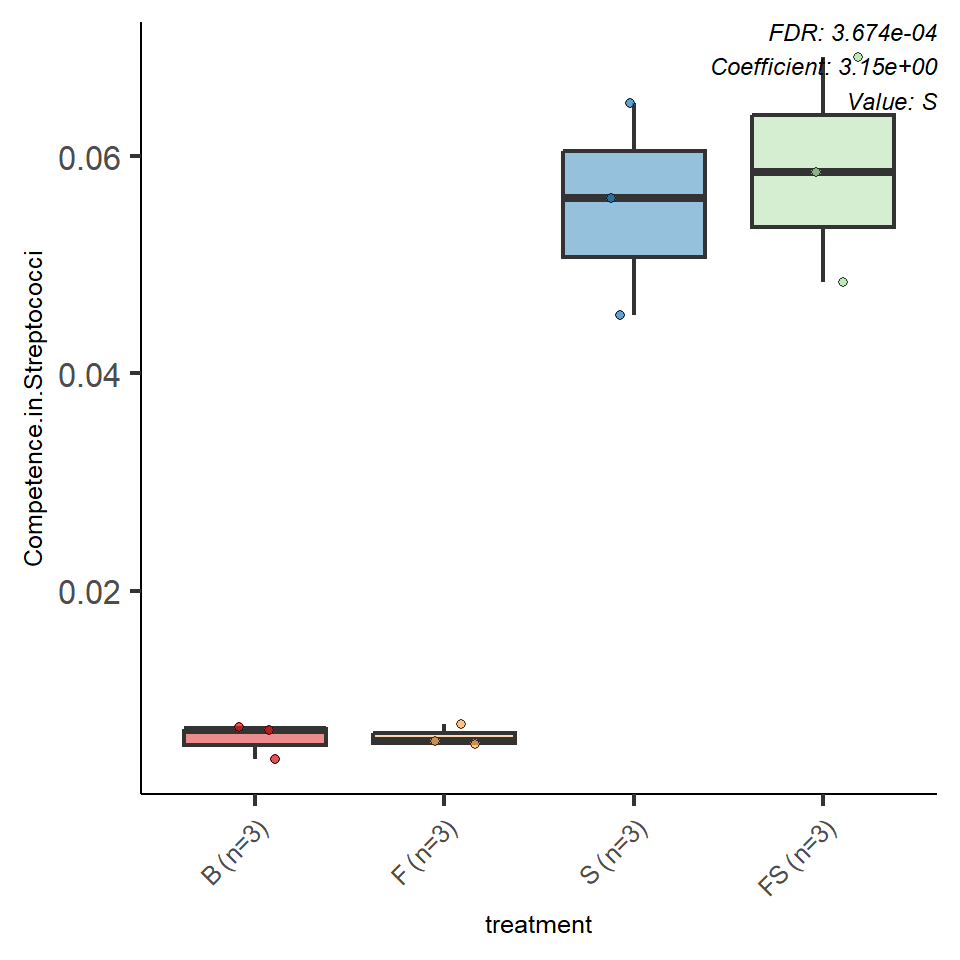 FDR: 3.674e-04
Coefficient: 3.15e+00
Value: S
0.06
0.04
0.02
Competence.in.Streptococci
B (n=3)
F (n=3)
S (n=3)
FS (n=3)
treatment